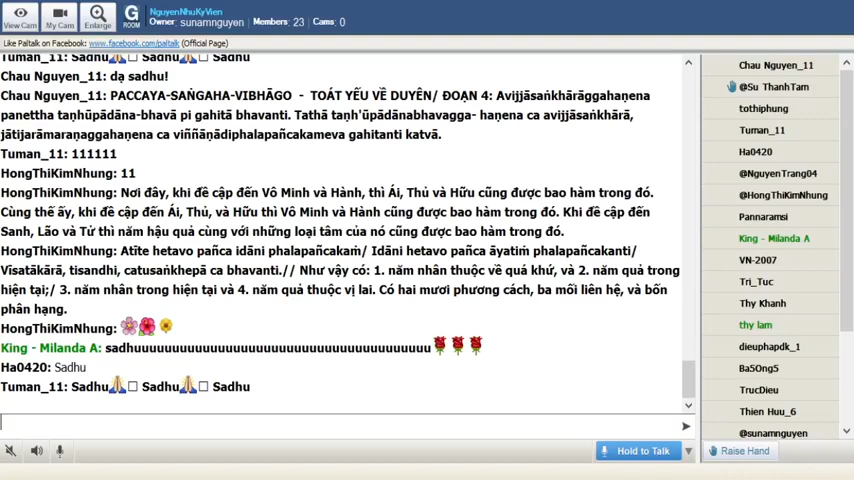 View Cam
My Cam
Enlarge
G
ROOM
NguyenNhuKyVien
Owner: sunamnguyen Members: 23 Cams: 0
Like Paltalk on Facebook: www.facebook.com/paltalk (Official Page)
Tuman_11: Sadhu🙏□ Sadhu🙏□ Sadhu
Chau Nguyen_11: dạ sadhu!
Chau Nguyen_11: PACCAYA-SAṄGAHA-VIBHĀGO - TOÁT YẾU VỀ DUYÊN/ ĐOẠN 4: Avijjāsaṅkhārāggahaṇena
panettha taṇhūpādāna-bhavā pi gahitā bhavanti. Tathā taṇh'ūpādānabhavagga- haṇena ca avijjāsaṅkhārā,
jātijarāmaraṇaggahaṇena ca viññāṇādiphalapañcakameva gahitanti katvā.
Tuman_11: 111111
HongThiKimNhung: 11
HongThiKimNhung: Nơi đây, khi đề cập đến Vô Minh và Hành, thì Ái, Thủ và Hữu cũng được bao hàm trong đó.
Cùng thế ấy, khi đề cập đến Ái, Thủ, và Hữu thì Vô Minh và Hành cũng được bao hàm trong đó. Khi đề cập đến
Sanh, Lão và Tử thì năm hậu quả cùng với những loại tâm của nó cũng được bao hàm trong đó.
HongThiKimNhung: Atīte hetavo pañca idāni phalapañcakaṁ/ Idāni hetavo pañca āyatiṁ phalapañcakanti/
Vīsatākārā, tisandhi, catusaṅkhepā ca bhavanti.// Như vậy có: 1. năm nhân thuộc về quá khứ, và 2. năm quả trong
hiện tại;/ 3. năm nhân trong hiện tại và 4. năm quả thuộc vị lai. Có hai mươi phương cách, ba mối liên hệ, và bốn
phân hạng.
HongThiKimNhung:
King - Milanda A: sadhuuuuuuuuuuuuuuuuuuuuuuuuuuuuuuuuuuuuuuu
Ha0420: Sadhu
Tuman_11: Sadhu🙏□ Sadhu🙏□ Sadhu
Hold to Talk
Chau Nguyen_11
@Su ThanhTam
tothiphung
Tuman_11
Ha0420
@NguyenTrang04
@HongThiKimNhung
Pannaramsi
King - Milanda A
VN-2007
Tri_Tuc
Thy Khanh
thy lam
dieuphapdk_1
Ba5Ong5
TrucDieu
Thien Huu_6
@sunamnguyen
Raise Hand